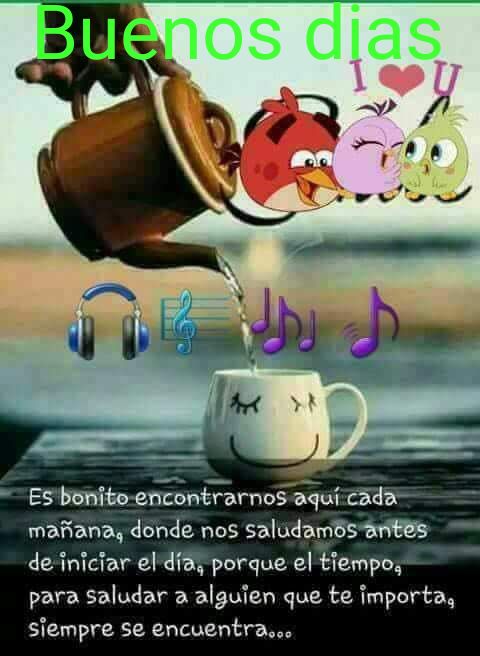 Buenos dias
I ❤ U
Es bonito encontrarnos aquí cada
mañana, donde nos saludamos antes
de iniciar el día, porque el tiempo,
para saludar a alguien que te importa,
siempre se encuentra...